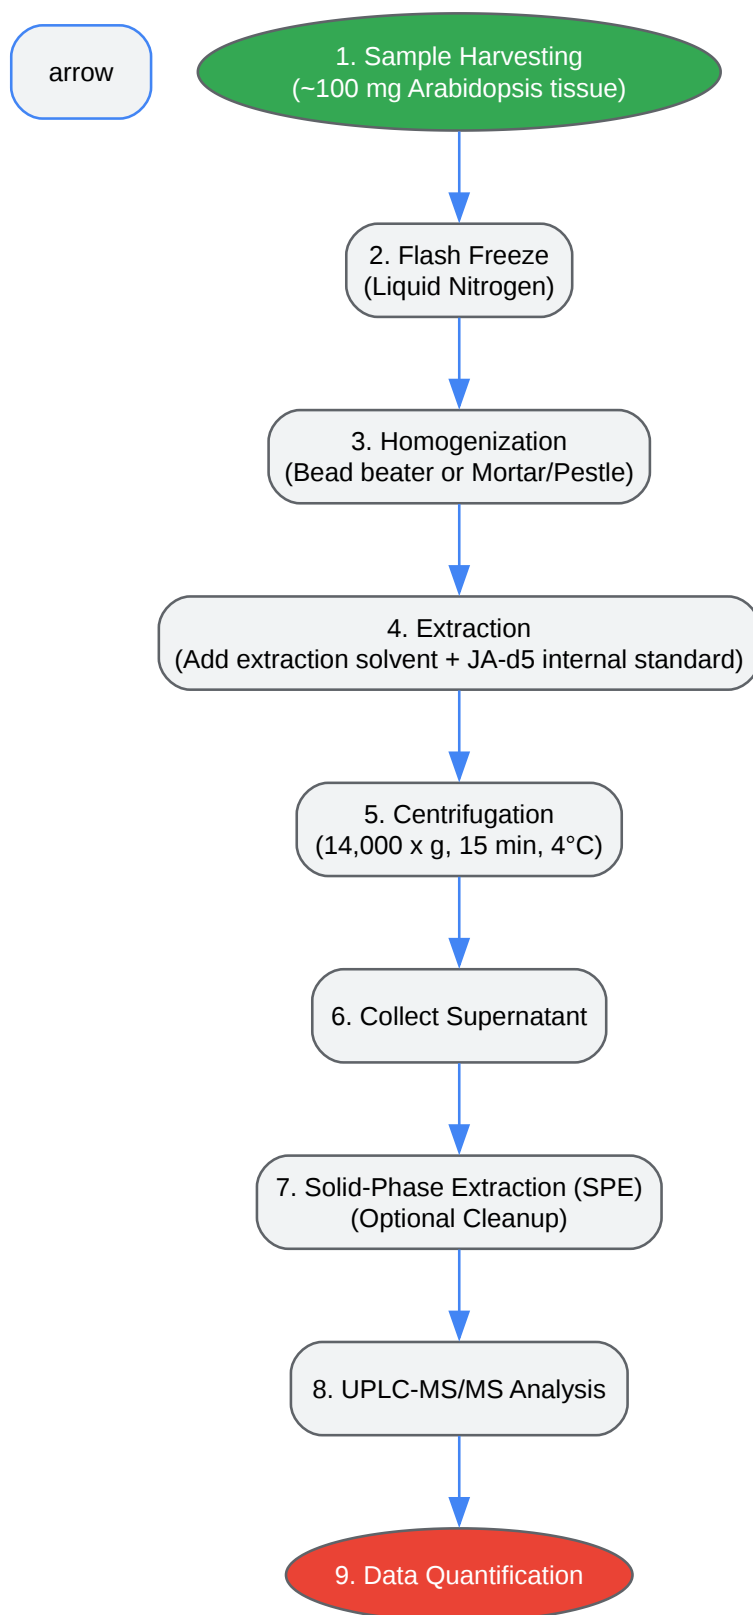 arrow
1. Sample Harvesting
(~100 mg Arabidopsis tissue)
2. Flash Freeze
(Liquid Nitrogen)
3. Homogenization
(Bead beater or Mortar/Pestle)
4. Extraction
(Add extraction solvent + JA-d5 internal standard)
5. Centrifugation
(14,000 x g, 15 min, 4°C)
6. Collect Supernatant
7. Solid-Phase Extraction (SPE)
(Optional Cleanup)
8. UPLC-MS/MS Analysis
9. Data Quantification